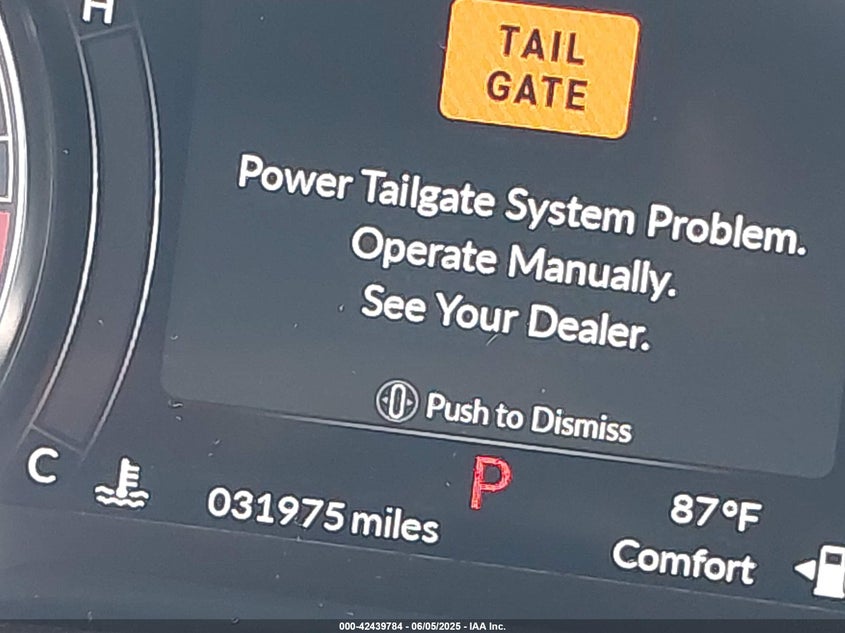 H
TAIL
GATE
Power Tailgate System Problem.
Operate Manually.
See Your Dealer.
Push to Dismiss
C
P
031975 miles
87°F
Comfort
000-42439784 - 06/05/2025 - IAA Inc.